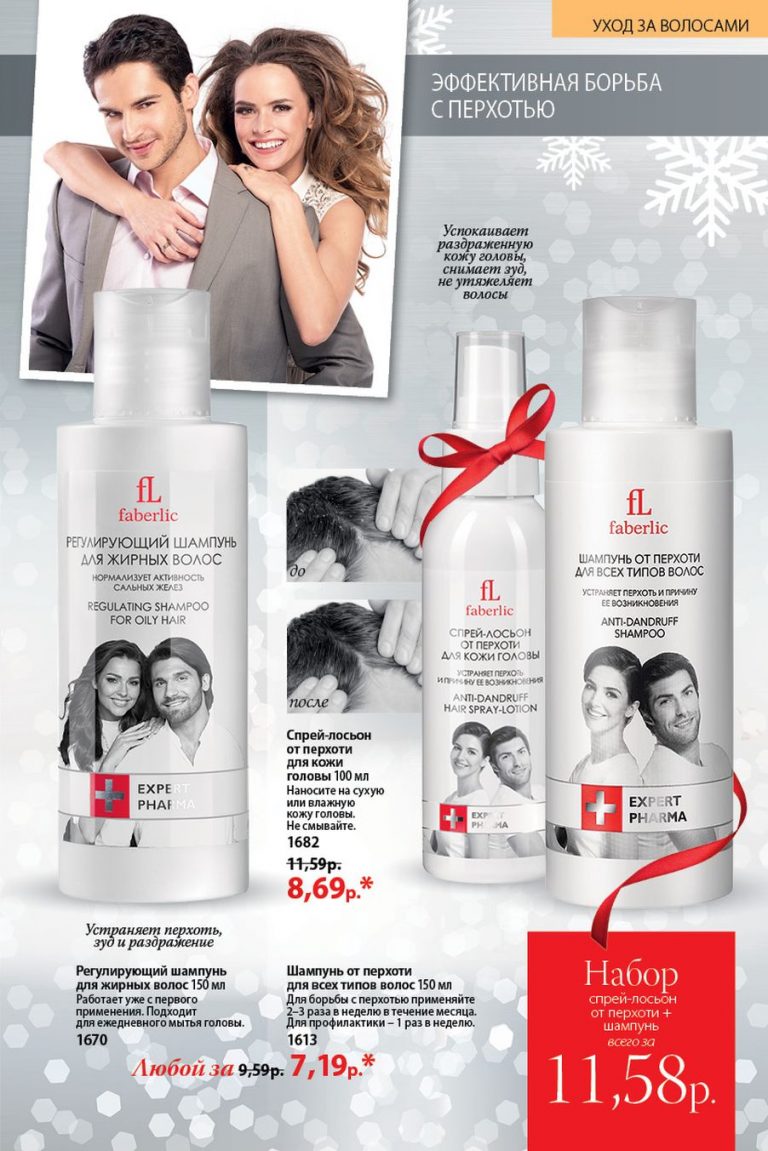 УХОД ЗА ВОЛОСАМИ
ЭФФЕКТИВНАЯ БОРЬБА
С ПЕРХОТЬЮ
Успокаивает
раздраженную
кожу головы,
снимает зуд,
не утяжеляет
волосы
fL
faberlic
РЕГУЛИРУЮЩИЙ ШАМПУНЬ
ДЛЯ ЖИРНЫХ ВОЛОС
НОРМАЛИЗУЕТ АКТИВНОСТЬ
САЛЬНЫХ ЖЕЛЕЗ
REGULATING SHAMPOO
FOR OILY HAIR
EXPERT
PHARMA
до
после
fL
faberlic
СПРЕЙ-ЛОСЬОН
ОТ ПЕРХОТИ
ДЛЯ КОЖИ ГОЛОВЫ
УСТРАНЯЕТ ПЕРХОТЬ
И ПРИЧИНУ ЕЕ ВОЗНИКНОВЕНИЯ
ANTI-DANDRUFF
HAIR SPRAY-LOTION
EXPERT
PHARMA
fL
faberlic
ШАМПУНЬ ОТ ПЕРХОТИ
ДЛЯ ВСЕХ ТИПОВ ВОЛОС
УСТРАНЯЕТ ПЕРХОТЬ И ПРИЧИНУ
ЕЕ ВОЗНИКНОВЕНИЯ
ANTI-DANDRUFF
SHAMPOO
EXPERT
PHARMA
Спрей-лосьон
от перхоти
для кожи
головы 100 мл
Наносите на сухую
или влажную
кожу головы.
Не смывайте.
1682
11,59р.
8,69р.*
Устраняет перхоть,
зуд и раздражение
Регулирующий шампунь
для жирных волос 150 мл
Работает уже с первого
применения. Подходит
для ежедневного мытья головы.
1670
Шампунь от перхоти
для всех типов волос 150 мл
Для борьбы с перхотью применяйте
2–3 раза в неделю в течение месяца.
Для профилактики – 1 раз в неделю.
1613
Любой за 9,59р. 7,19р.*
Набор
спрей-лосьон
от перхоти +
шампунь
всего за
11,58р.